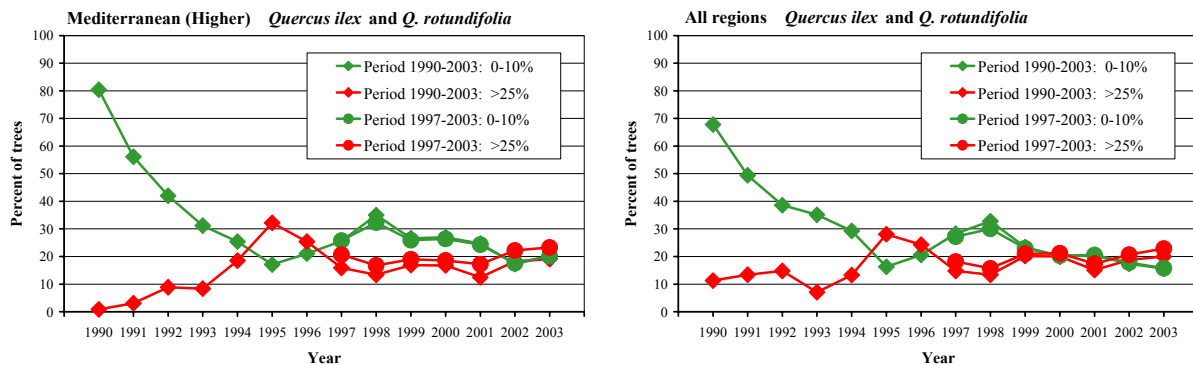 Mediterranean (Higher) Quercus ilex and Q. rotundifolia
Percent of trees
100
90
80
70
60
50
40
30
20
10
0
Period 1990-2003: 0-10%
Period 1990-2003: >25%
Period 1997-2003: 0-10%
Period 1997-2003: >25%
1990 1991 1992 1993 1994 1995 1996 1997 1998 1999 2000 2001 2002 2003
Year
All regions Quercus ilex and Q. rotundifolia
Percent of trees
100
90
80
70
60
50
40
30
20
10
0
Period 1990-2003: 0-10%
Period 1990-2003: >25%
Period 1997-2003: 0-10%
Period 1997-2003: >25%
1990 1991 1992 1993 1994 1995 1996 1997 1998 1999 2000 2001 2002 2003
Year